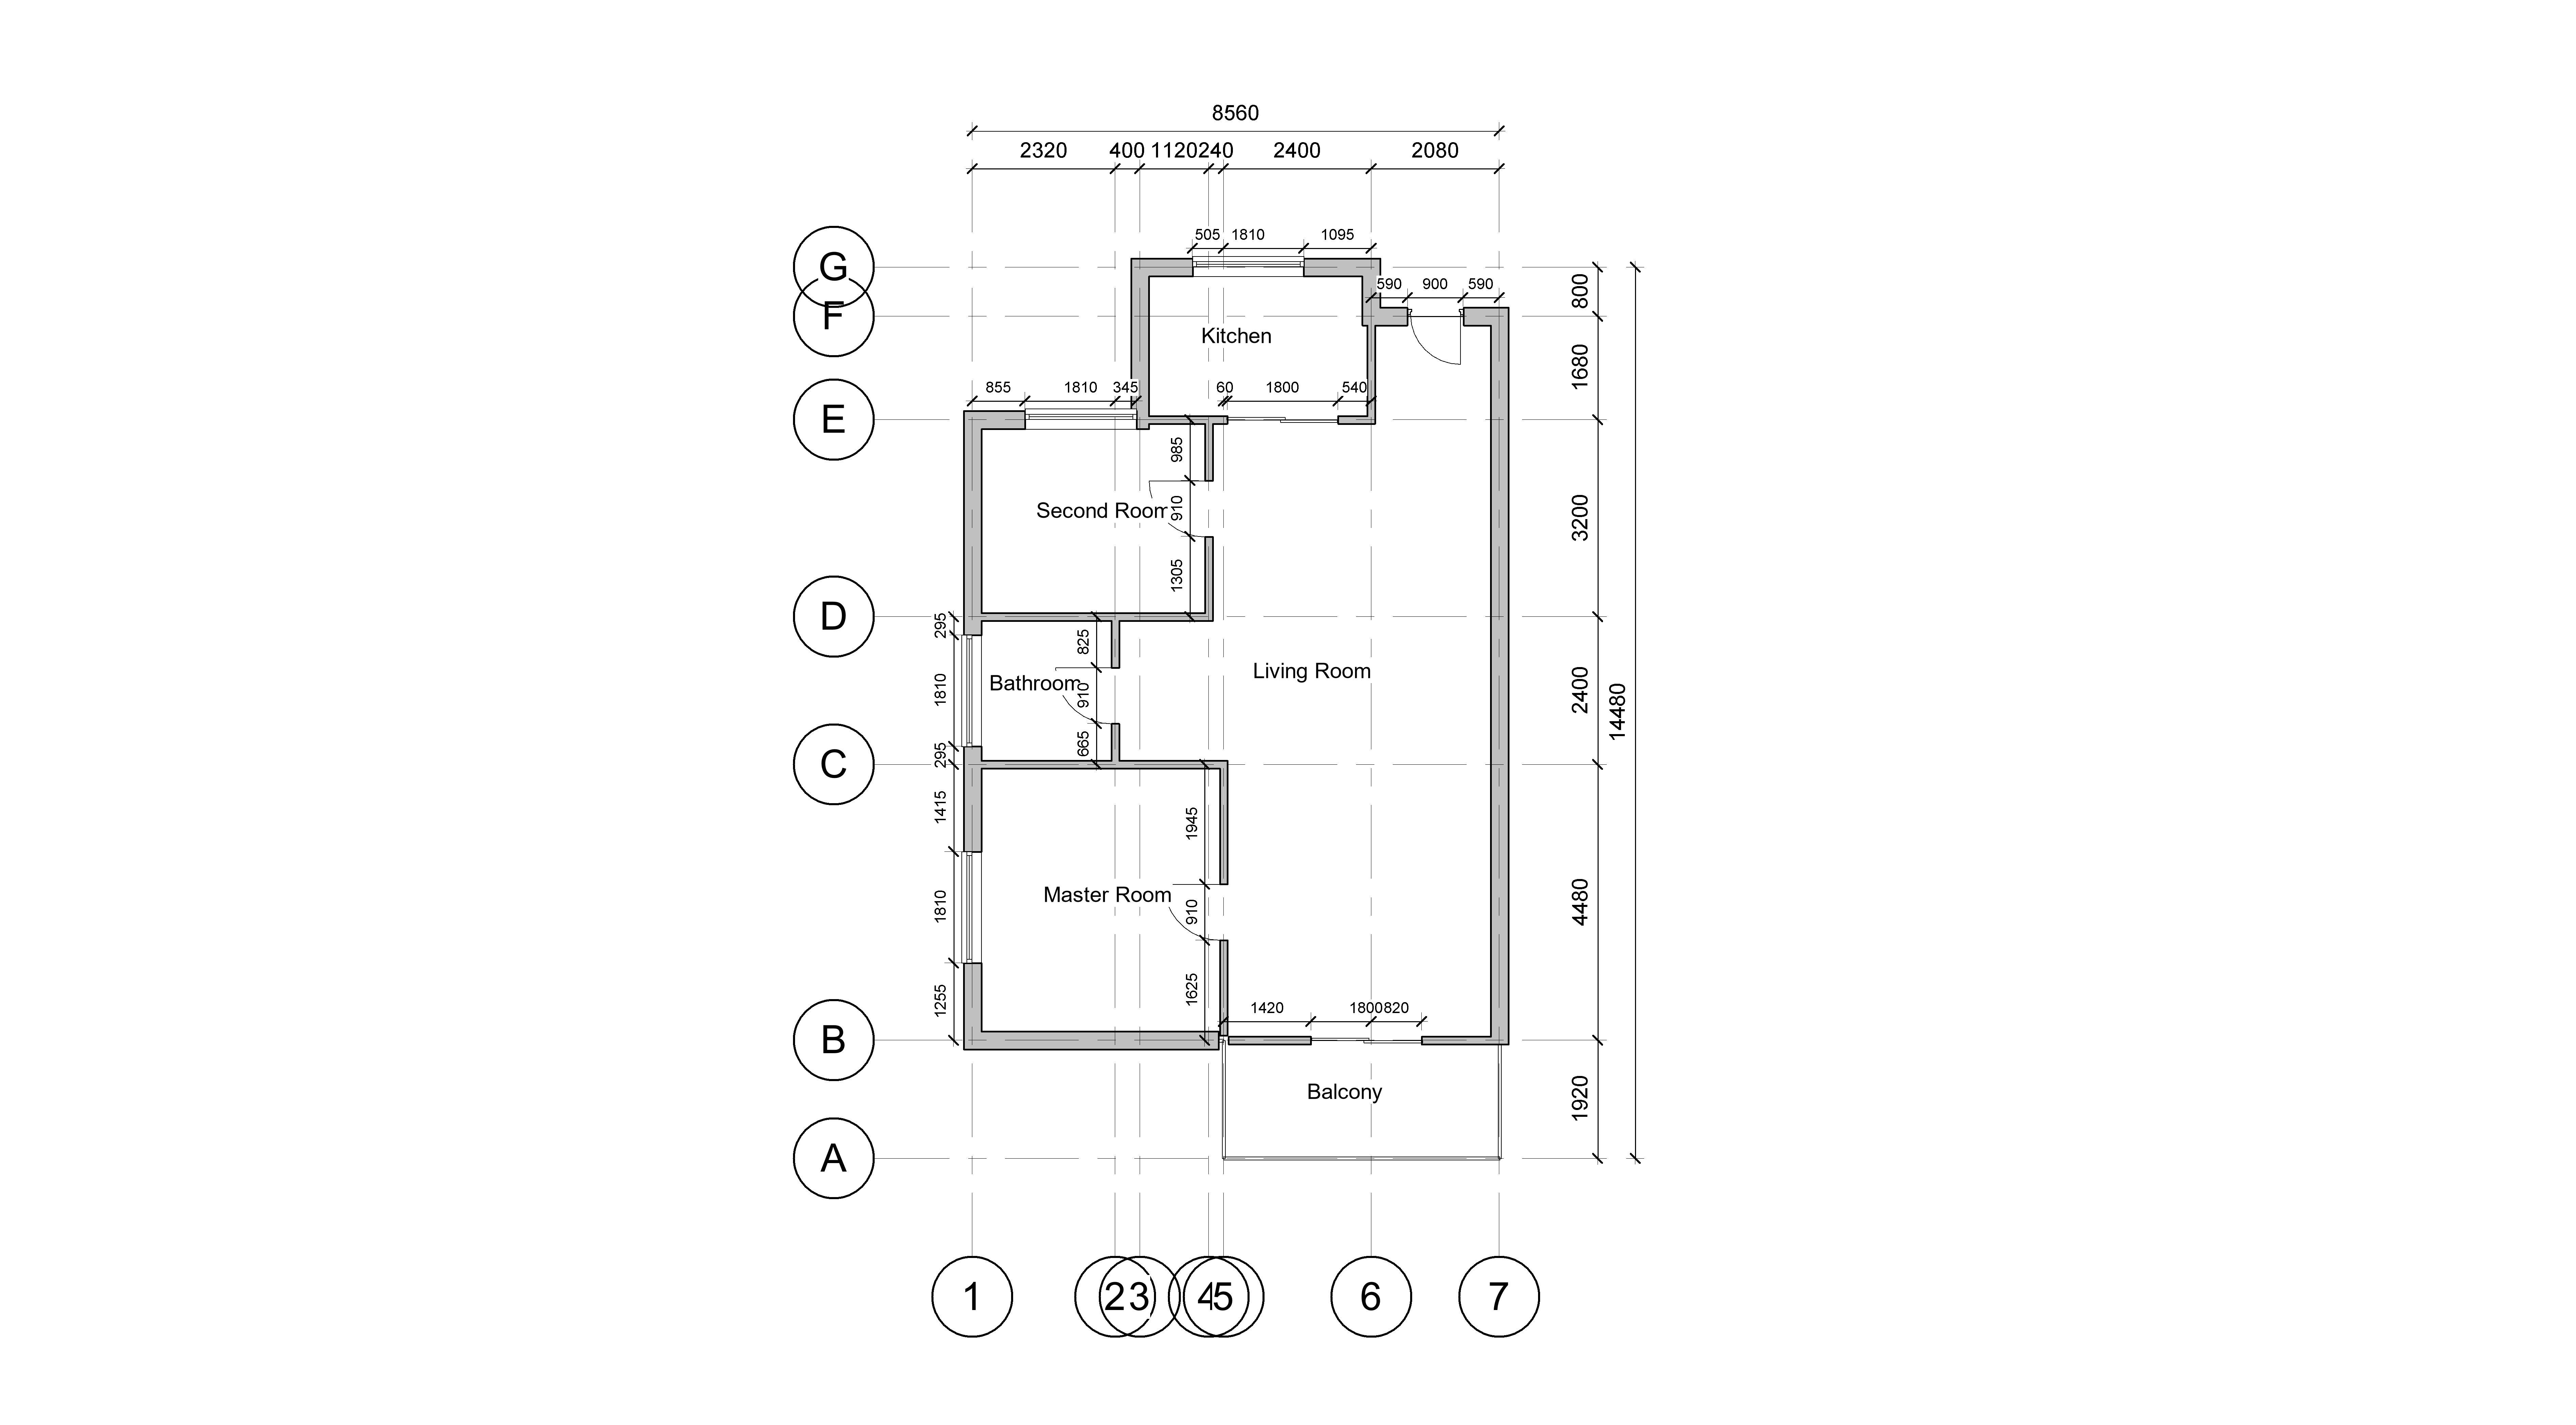 8560
2320 400 1120 240 2400 2080
505 1810 1095
G
800
590 900 590
F
Kitchen
1680
855 1810 345 60 1800 540
E
985
Second Room
910
3200
1305
D
295
825
Living Room
Bathroom
910
1810
2400
14480
665
295
C
1415
1945
Master Room
910
1810
4480
1625
1255
1420 1800 820
B
Balcony
1920
A
1 2 3 4 5 6 7